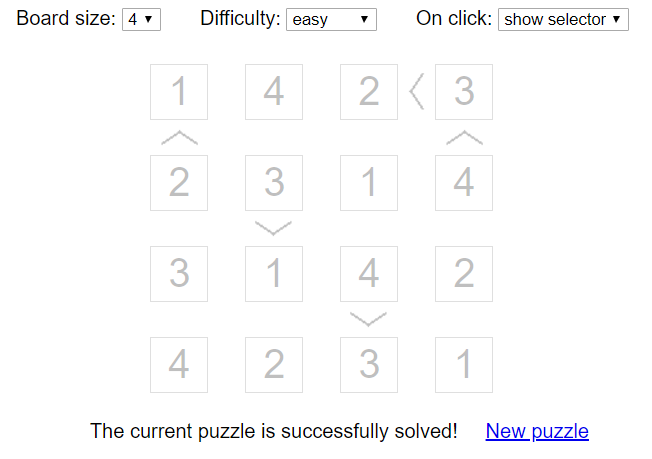 Board size: 4 Difficulty: easy On click: show selector
1 4 2 < 3
2 3 1 4
3 1 4 2
4 2 3 1
The current puzzle is successfully solved! New puzzle